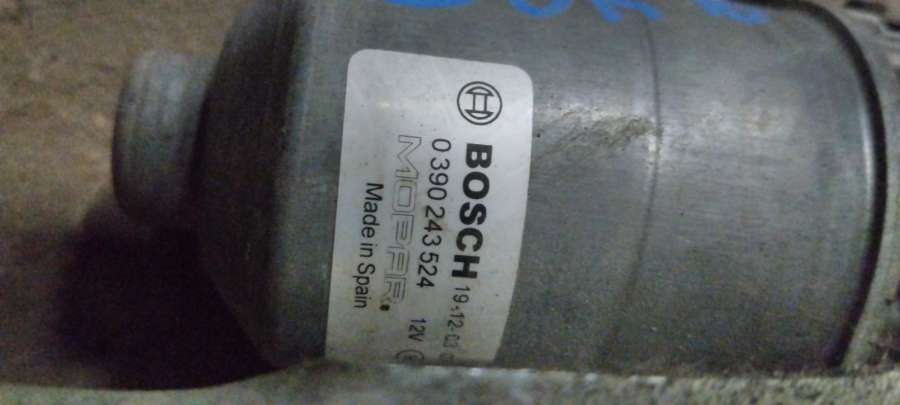 BOSCH
0 390 243 524
19-12-03
MOPAR
12V
Made in Spain